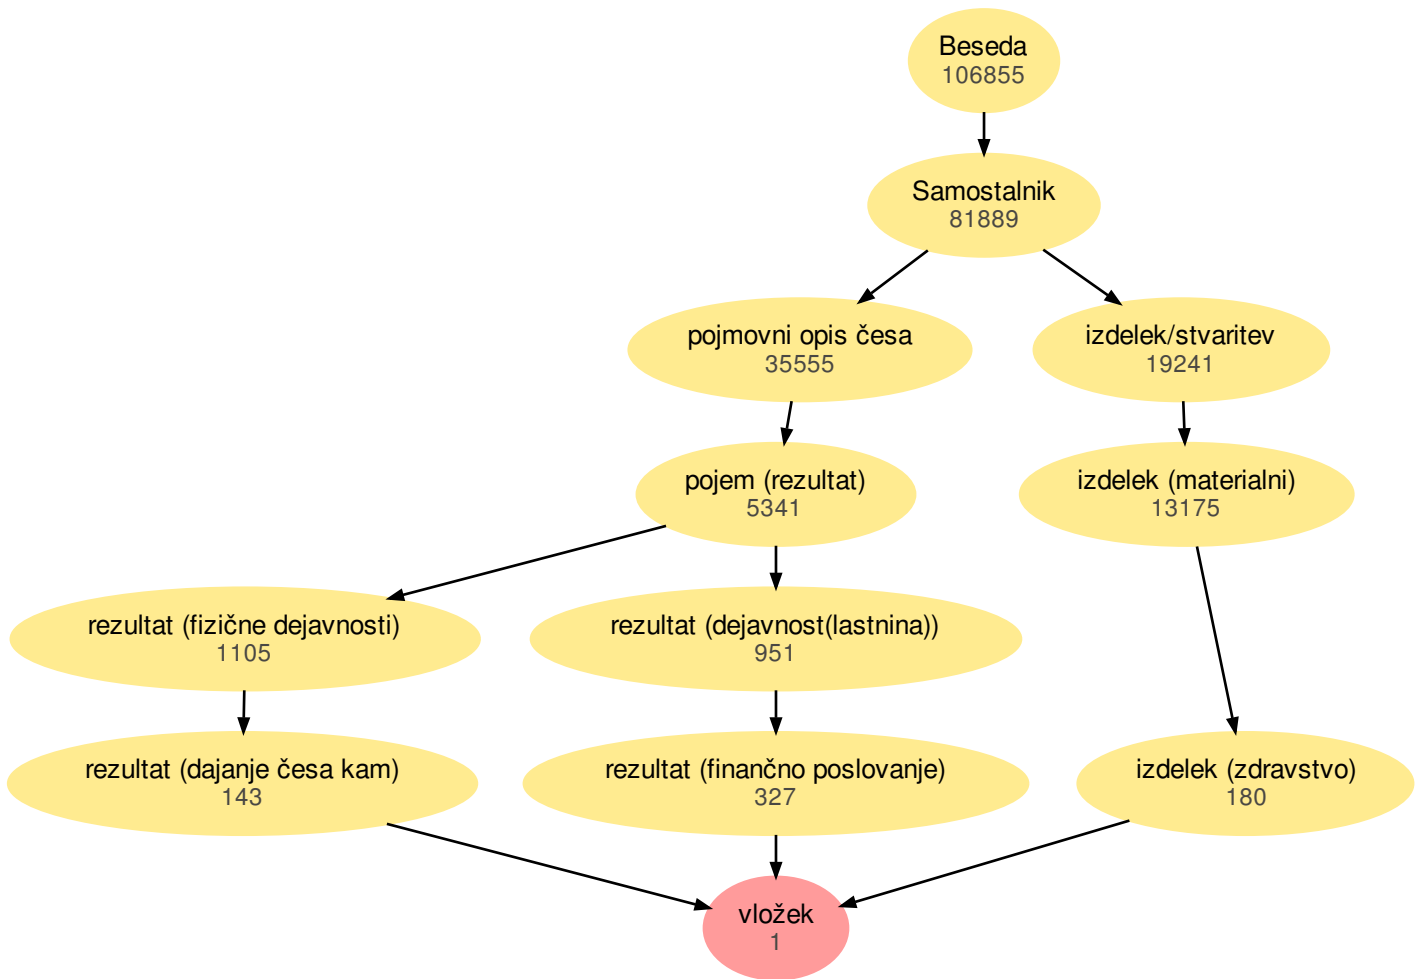 Beseda
106855
Samostalnik
81889
pojmovni opis česa
35555
izdelek/stvaritev
19241
pojem (rezultat)
5341
izdelek (materialni)
13175
rezultat (fizične dejavnosti)
1105
rezultat (dejavnost(lastnina))
951
rezultat (dajanje česa kam)
143
rezultat (finančno poslovanje)
327
izdelek (zdravstvo)
180
vložek
1